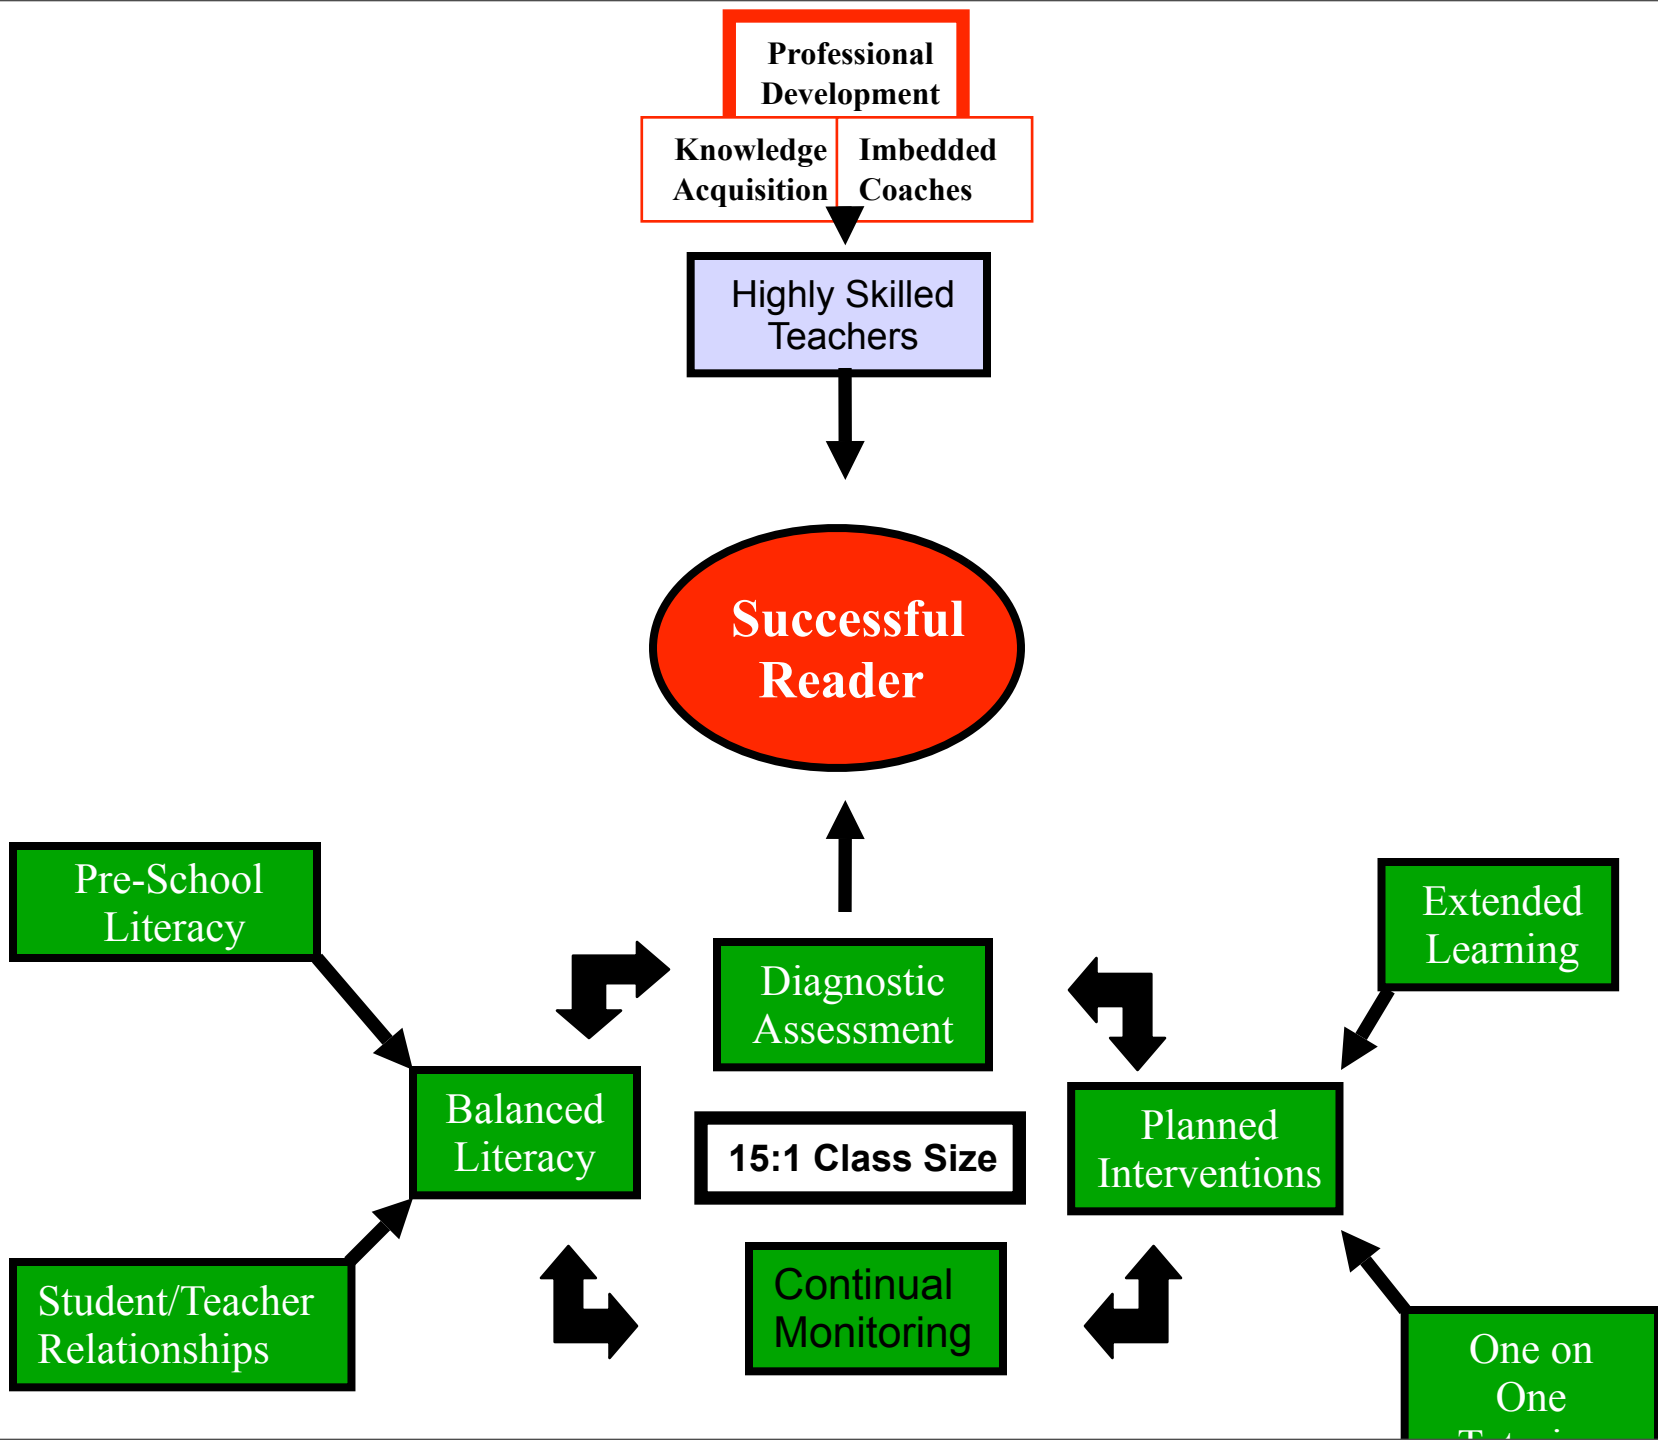 Professional
Development
Knowledge
Acquisition
Imbedded
Coaches
Highly Skilled
Teachers
Successful
Reader
Pre-School
Literacy
Extended
Learning
Diagnostic
Assessment
Balanced
Literacy
15:1 Class Size
Planned
Interventions
Student/Teacher
Relationships
Continual
Monitoring
One on
One